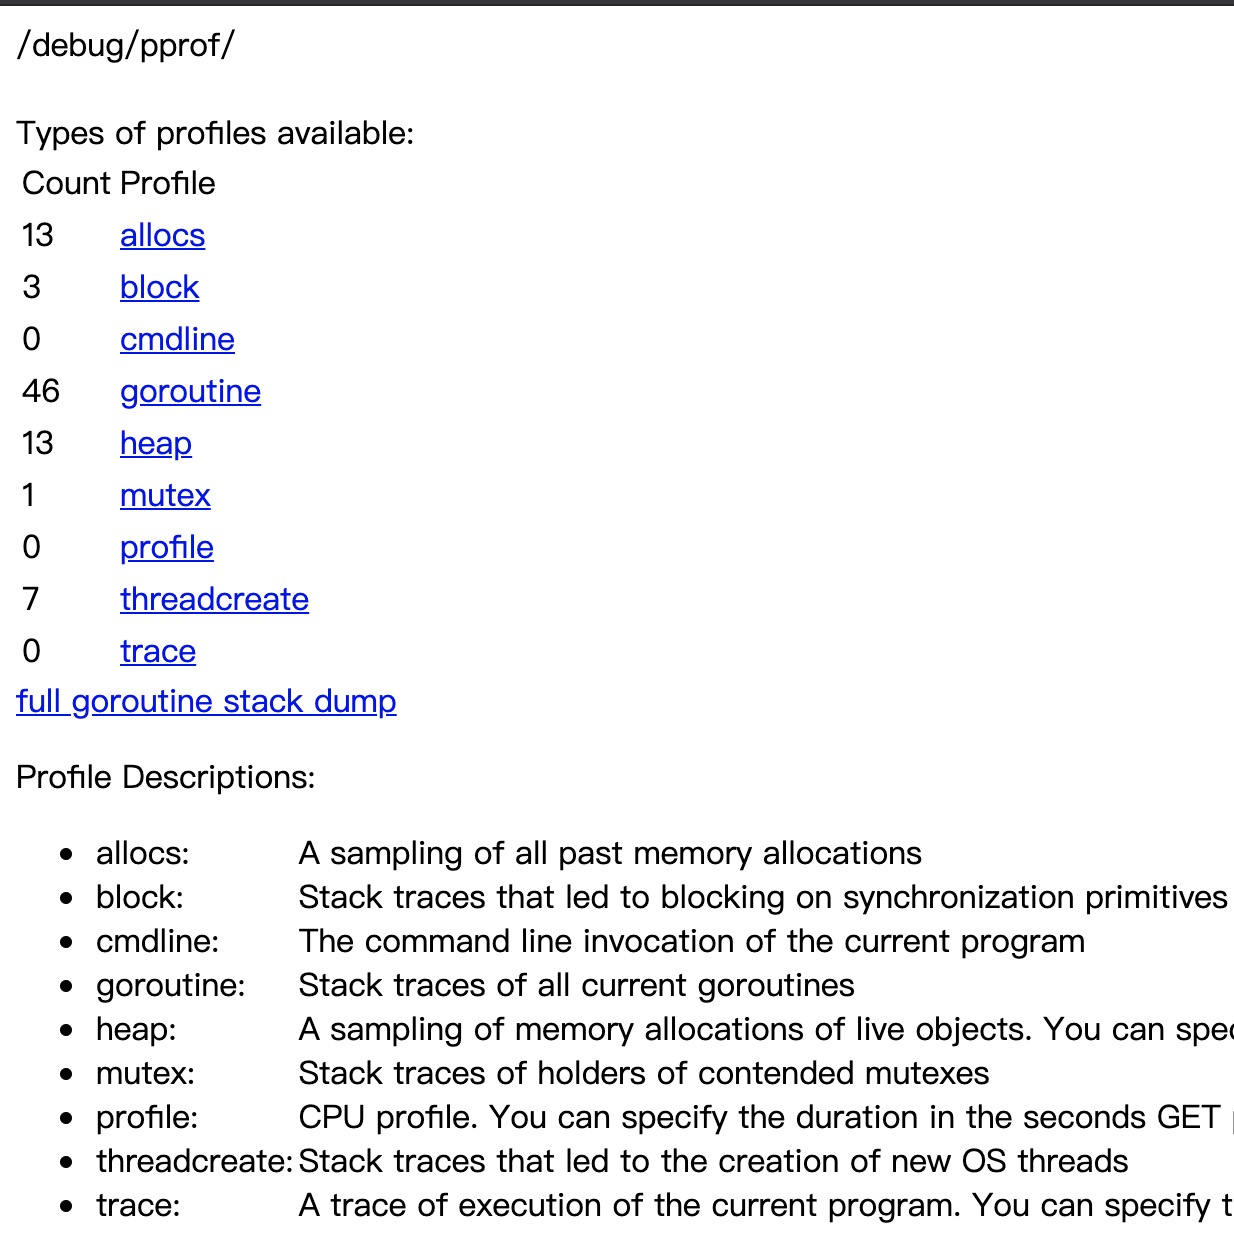 /debug/pprof/
Types of profiles available:
Count Profile
13 allocs
3 block
0 cmdline
46 goroutine
13 heap
1 mutex
0 profile
7 threadcreate
0 trace
full goroutine stack dump
Profile Descriptions:
• allocs: A sampling of all past memory allocations
• block: Stack traces that led to blocking on synchronization primitives
• cmdline: The command line invocation of the current program
• goroutine: Stack traces of all current goroutines
• heap: A sampling of memory allocations of live objects. You can
• mutex: Stack traces of holders of contended mutexes
• profile: CPU profile. You can specify the duration in the seconds GET
• threadcreate: Stack traces that led to the creation of new OS threads
• trace: A trace of execution of the current program. You can specify